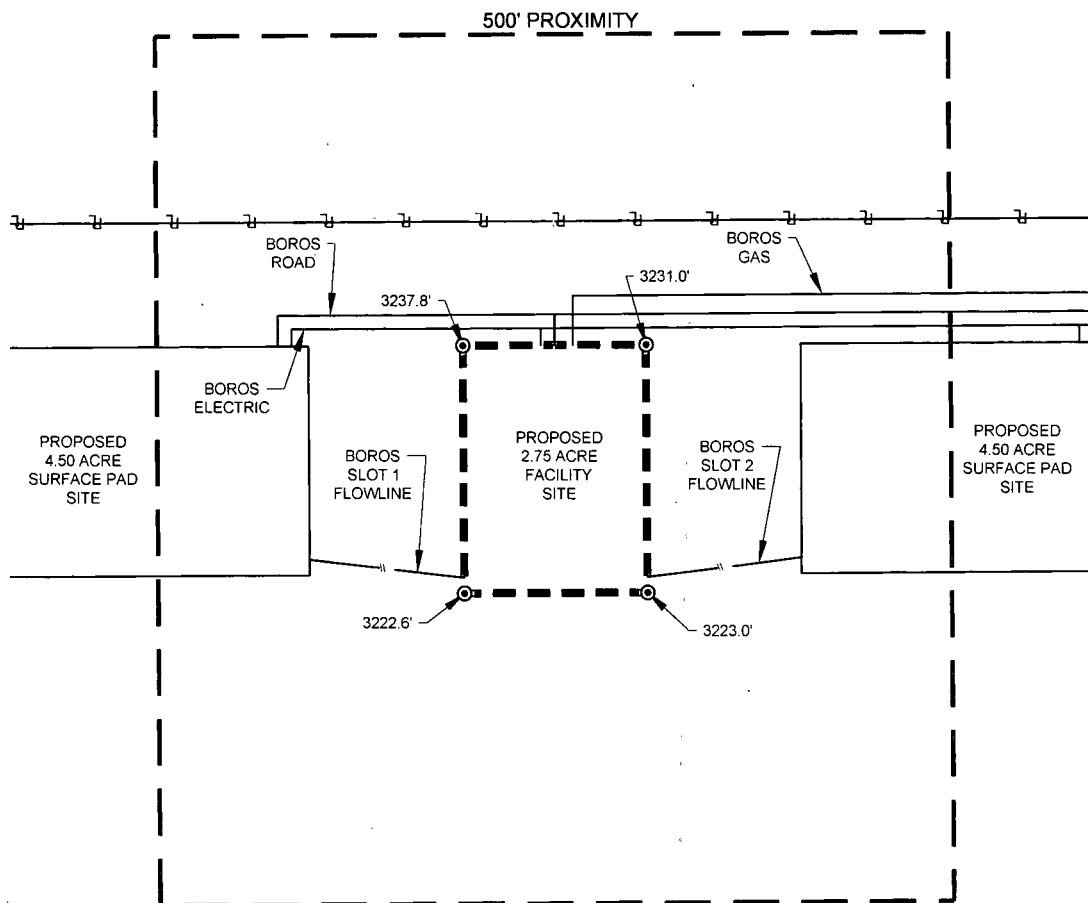 500' PROXIMITY
BOROS
ROAD
BOROS
GAS
3237.8'
3231.0'
BOROS
ELECTRIC
PROPOSED
4.50 ACRE
SURFACE PAD
SITE
BOROS
SLOT 1
FLOWLINE
PROPOSED
2.75 ACRE
FACILITY
SITE
BOROS
SLOT 2
FLOWLINE
PROPOSED
4.50 ACRE
SURFACE PAD
SITE
3222.6'
3223.0'